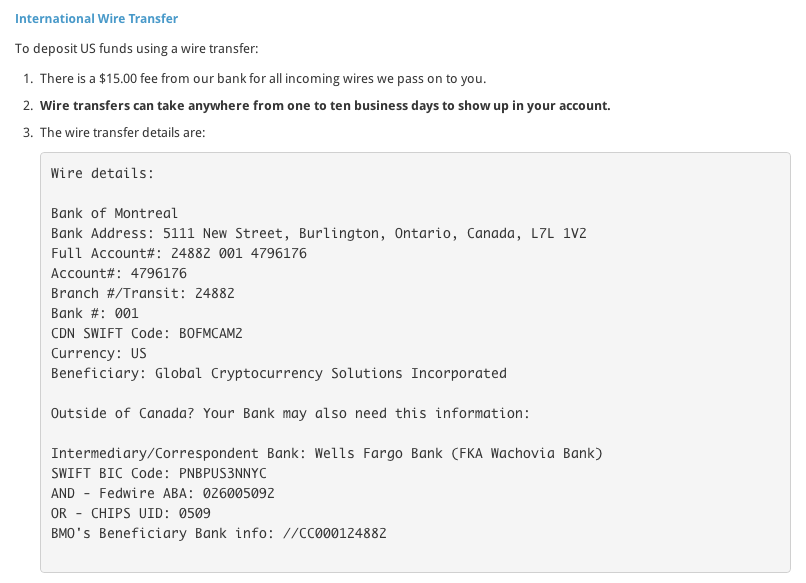 International Wire Transfer
To deposit US funds using a wire transfer:
1. There is a $15.00 fee from our bank for all incoming wires we pass on to you.
2. Wire transfers can take anywhere from one to ten business days to show up in your account.
3. The wire transfer details are:
Wire details:
Bank of Montreal
Bank Address: 5111 New Street, Burlington, Ontario, Canada, L7L 1V2
Full Account#: 24882 001 4796176
Account#: 4796176
Branch #/Transit: 24882
Bank #: 001
CDN SWIFT Code: BOFMCAM2
Currency: US
Beneficiary: Global Cryptocurrency Solutions Incorporated
Outside of Canada? Your Bank may also need this information:
Intermediary/Correspondent Bank: Wells Fargo Bank (FKA Wachovia Bank)
SWIFT BIC Code: PNBPUS3NNYC
AND - Fedwire ABA: 026005092
OR - CHIPS UID: 0509
BMO's Beneficiary Bank info: //CC000124882